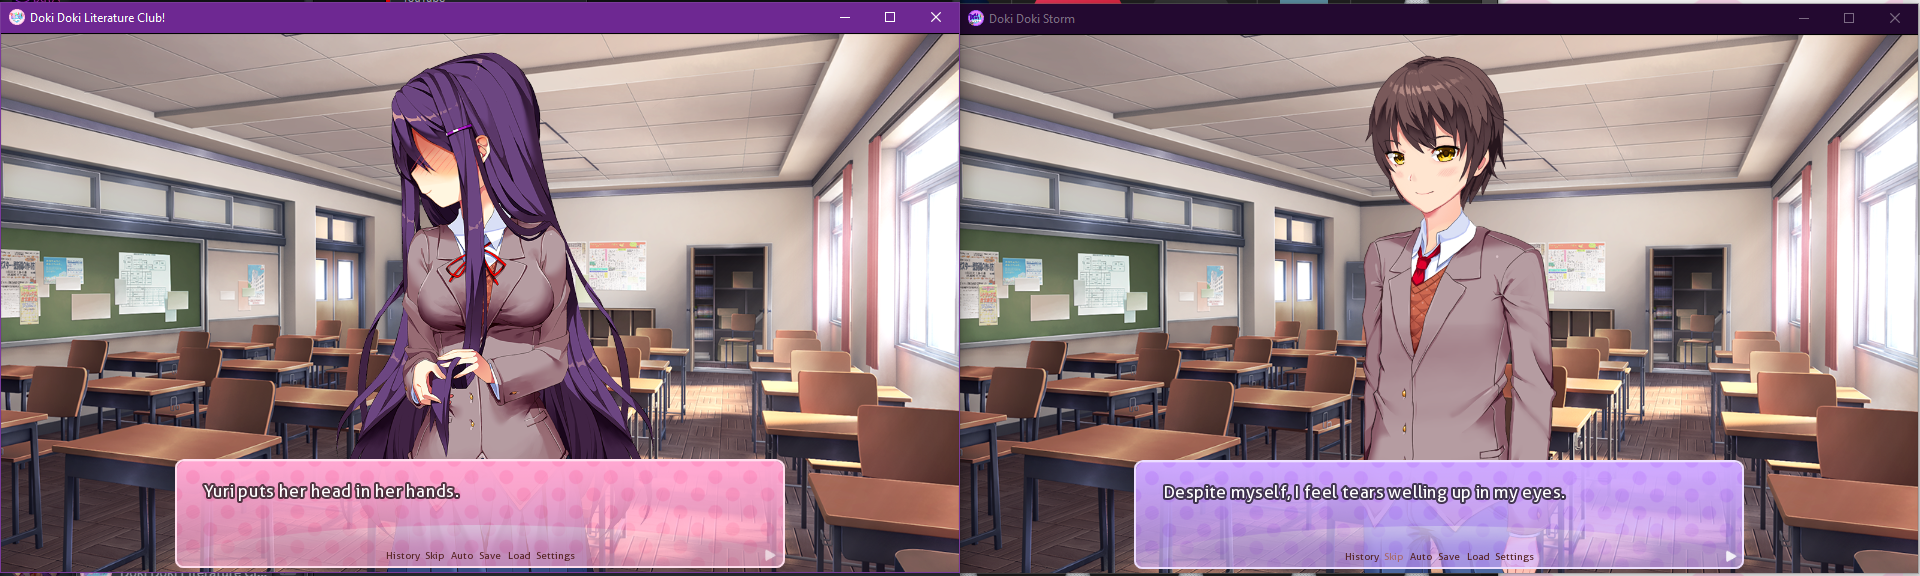 Doki Doki Literature Club!
Yuri puts her head in her hands.
History Skip Auto Save Load Settings
Doki Doki Storm
Despite myself, I feel tears welling up in my eyes.
History Skip Auto Save Load Settings